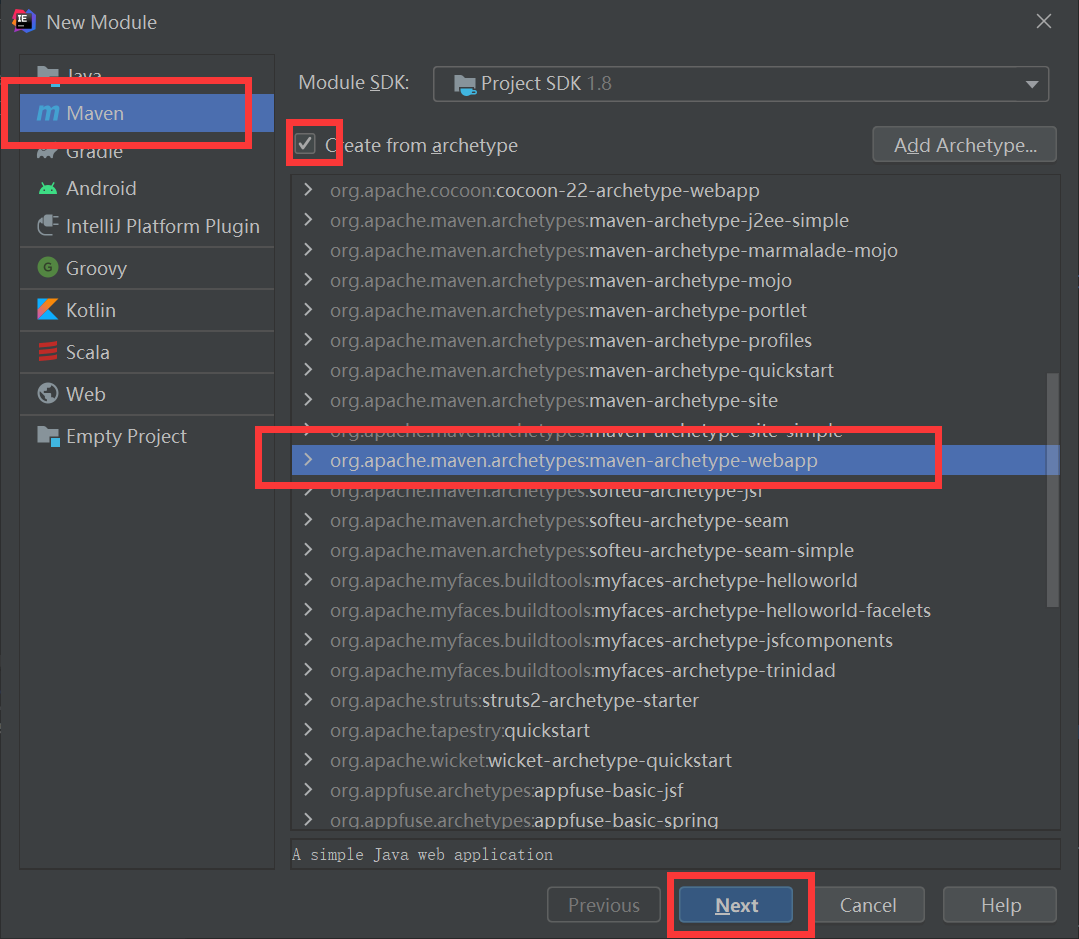 New Module
Java
Maven
Gradle
Android
IntelliJ Platform Plugin
Groovy
Kotlin
Scala
Web
Empty Project
Module SDK: Project SDK 1.8
Create from archetype Add Archetype...
org.apache.cocoon:cocoon-22-archetype-webapp
org.apache.maven.archetypes:maven-archetype-j2ee-simple
org.apache.maven.archetypes:maven-archetype-marmalade-mojo
org.apache.maven.archetypes:maven-archetype-mojo
org.apache.maven.archetypes:maven-archetype-portlet
org.apache.maven.archetypes:maven-archetype-profiles
org.apache.maven.archetypes:maven-archetype-quickstart
org.apache.maven.archetypes:maven-archetype-site
org.apache.maven.archetypes:maven-archetype-site-simple
org.apache.maven.archetypes:maven-archetype-webapp
org.apache.maven.archetypes:softeu-archetype-jsf
org.apache.maven.archetypes:softeu-archetype-seam
org.apache.maven.archetypes:softeu-archetype-seam-simple
org.apache.myfaces.buildtools:myfaces-archetype-helloworld
org.apache.myfaces.buildtools:myfaces-archetype-helloworld-facelets
org.apache.myfaces.buildtools:myfaces-archetype-jsfcomponents
org.apache.myfaces.buildtools:myfaces-archetype-trinidad
org.apache.struts:struts2-archetype-starter
org.apache.tapestry:quickstart
org.apache.wicket:wicket-archetype-quickstart
org.appfuse.archetypes:appfuse-basic-jsf
org.appfuse.archetypes:appfuse-basic-spring
A simple Java web application
Previous Next Cancel Help